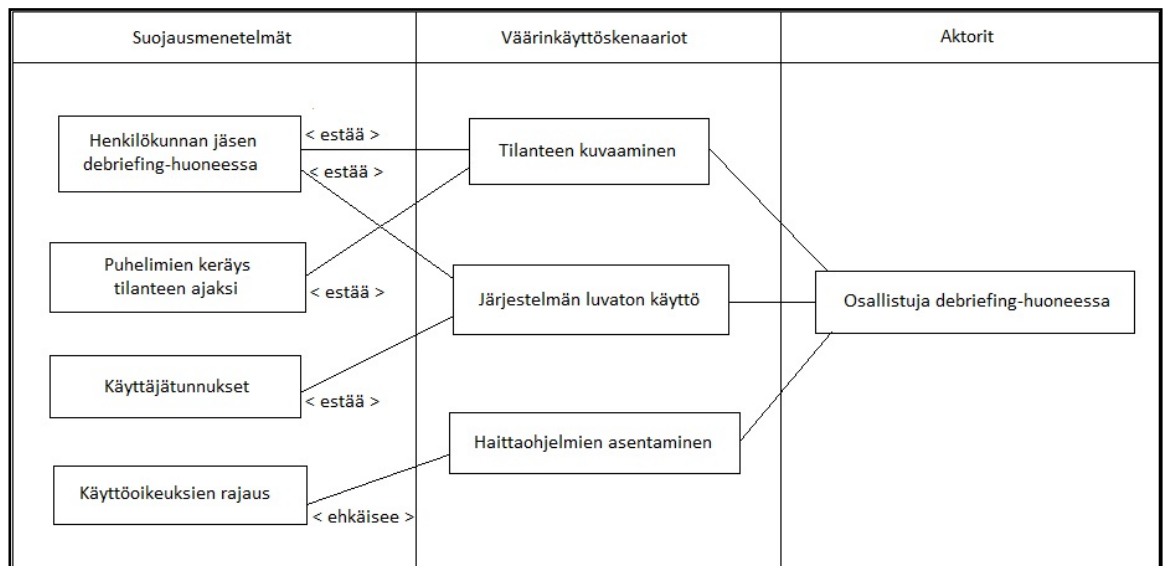 Suojausmenetelmät
Väärinkäyttöskenaariot
Aktorit
Henkilökunnan jäsen
debriefing-huoneessa
< estää >
< estää >
Puhelimien keräys
tilanteen ajaksi
< estää >
Käyttäjätunnukset
< estää >
Käyttöoikeuksien rajaus
< ehkäisee >
Tilanteen kuvaaminen
Järjestelmän luvaton käyttö
Haittaohjelmien asentaminen
Osallistuja debriefing-huoneessa